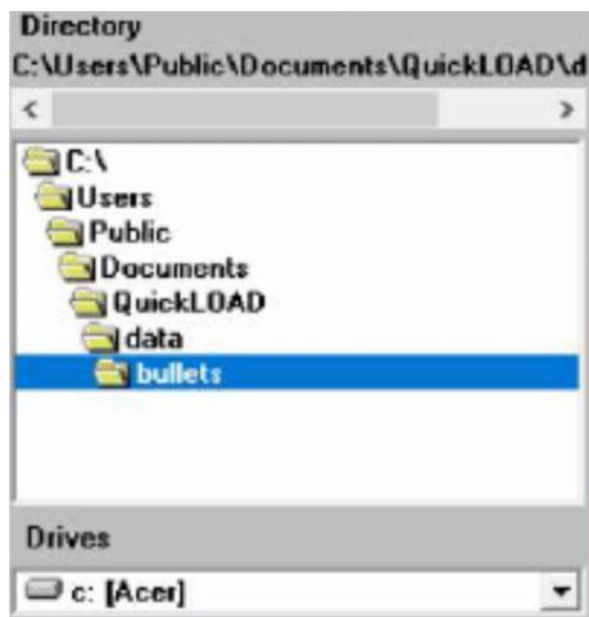 Directory
C:\Users\Public\Documents\QuickLOAD\d
C:\
Users
Public
Documents
QuickLOAD
data
bullets
Drives
c: [Acer]